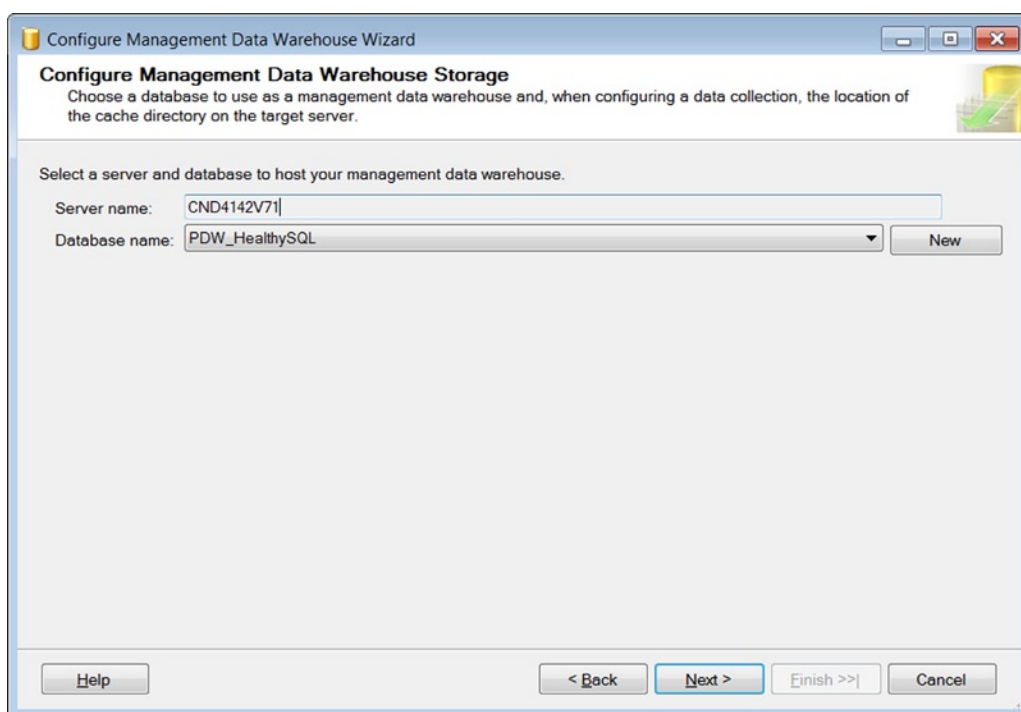 Configure Management Data Warehouse Wizard
Configure Management Data Warehouse Storage
Choose a database to use as a management data warehouse and, when configuring a data collection, the location of
the cache directory on the target server.
Select a server and database to host your management data warehouse.
Server name: CND4142V71
Database name: PDW_HealthySQL New
Help < Back Next > Finish >>| Cancel